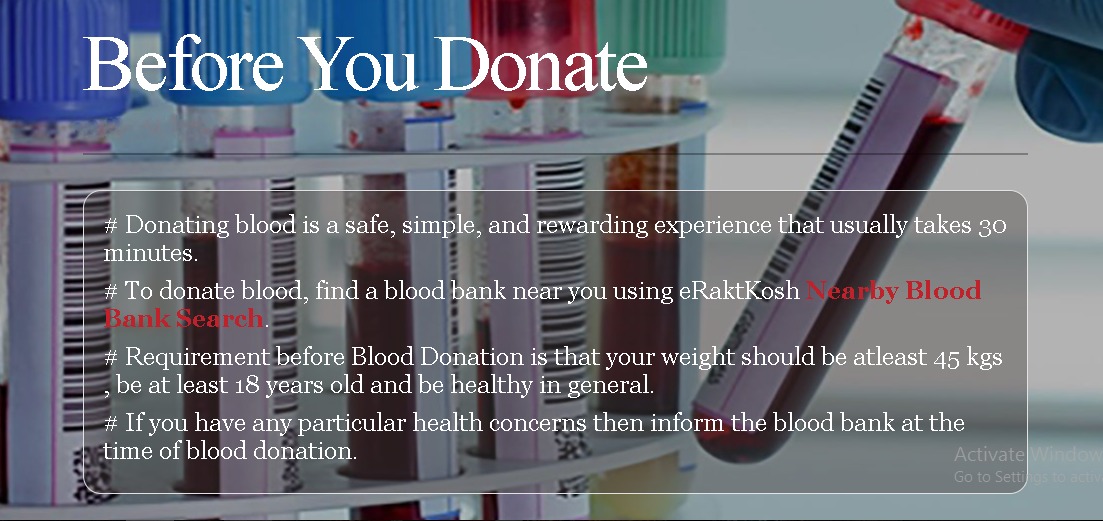 Before You Donate
# Donating blood is a safe, simple, and rewarding experience that usually takes 30
minutes.
# To donate blood, find a blood bank near you using eRaktKosh Nearby Blood
Bank Search.
# Requirement before Blood Donation is that your weight should be atleast 45 kgs
, be at least 18 years old and be healthy in general.
# If you have any particular health concerns then inform the blood bank at the
time of blood donation.
Activate Window
Go to Settings to activ